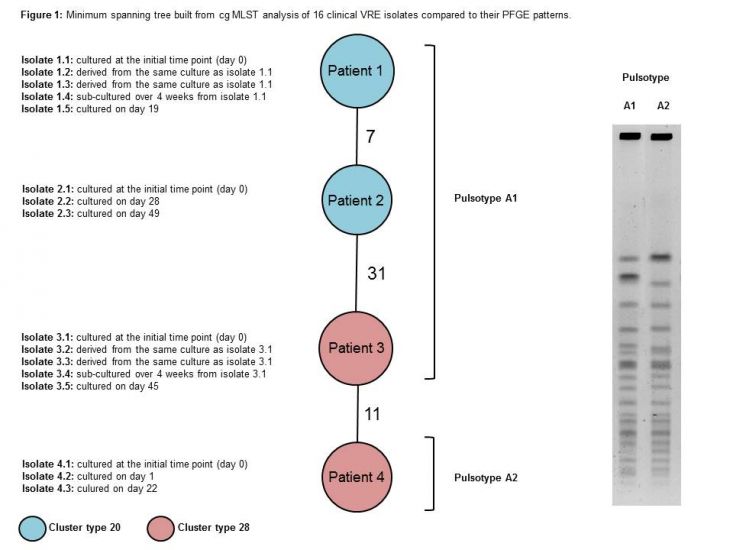 Figure 1: Minimum spanning tree built from cg MLST analysis of 16 clinical VRE isolates compared to their PFGE patterns.
Isolate 1.1: cultured at the initial time point (day 0)
Isolate 1.2: derived from the same culture as isolate 1.1
Isolate 1.3: derived from the same culture as isolate 1.1
Isolate 1.4: sub-cultured over 4 weeks from isolate 1.1
Isolate 1.5: cultured on day 19
Patient 1
7
Isolate 2.1: cultured at the initial time point (day 0)
Isolate 2.2: cultured on day 28
Isolate 2.3: cultured on day 49
Patient 2
Pulsotype A1
31
Isolate 3.1: cultured at the initial time point (day 0)
Isolate 3.2: derived from the same culture as isolate 3.1
Isolate 3.3: derived from the same culture as isolate 3.1
Isolate 3.4: sub-cultured over 4 weeks from isolate 3.1
Isolate 3.5: cultured on day 45
Patient 3
11
Isolate 4.1: cultured at the initial time point (day 0)
Isolate 4.2: cultured on day 1
Isolate 4.3: culured on day 22
Patient 4
Pulsotype A2
Cluster type 20
Cluster type 28
Pulsotype
A1 A2